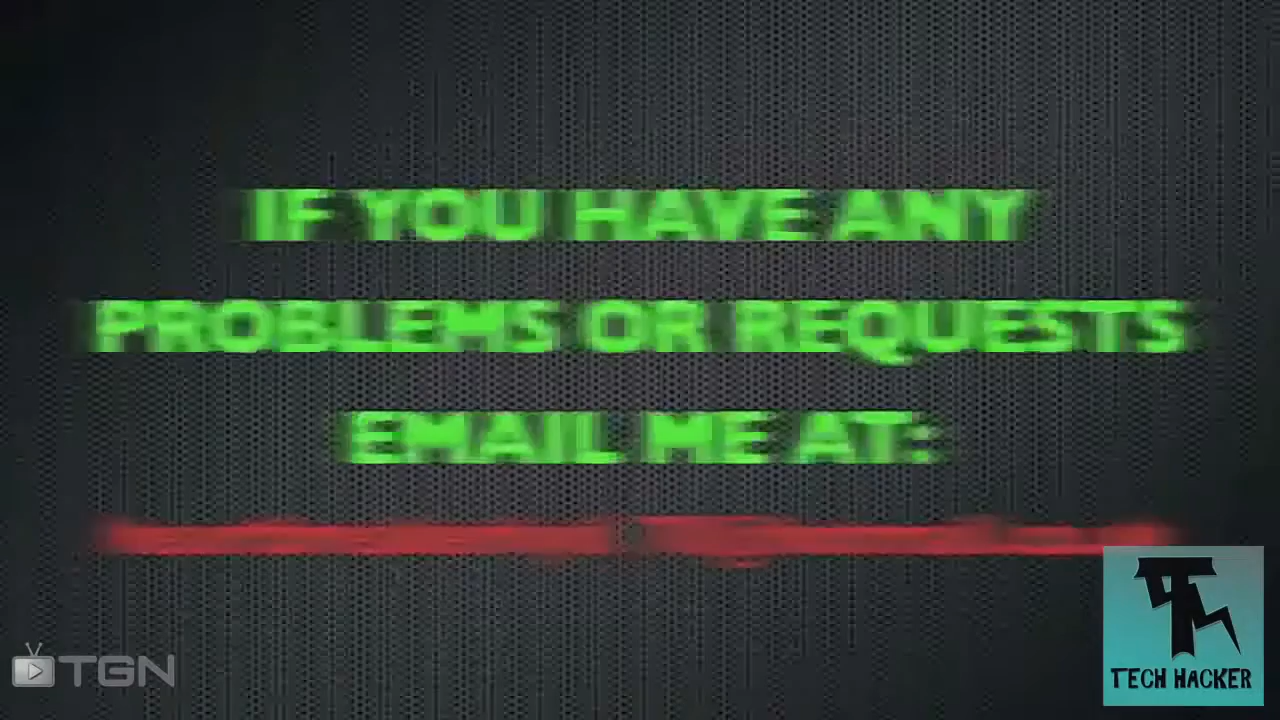 IF YOU HAVE ANY
PROBLEMS OR REQUESTS
EMAIL ME AT:
TGN
TECH HACKER